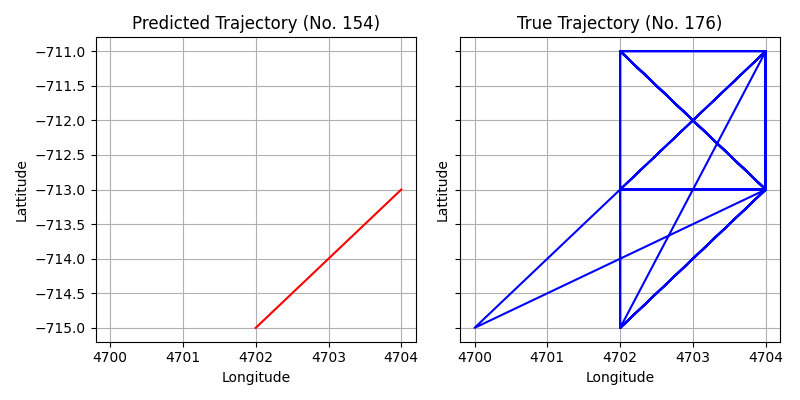 Predicted Trajectory (No. 154)
True Trajectory (No. 176)
−711.0
−711.5
−712.0
−712.5
−713.0
−713.5
−714.0
−714.5
−715.0
Lattitude
Lattitude
4700 4701 4702 4703 4704
4700 4701 4702 4703 4704
Longitude
Longitude